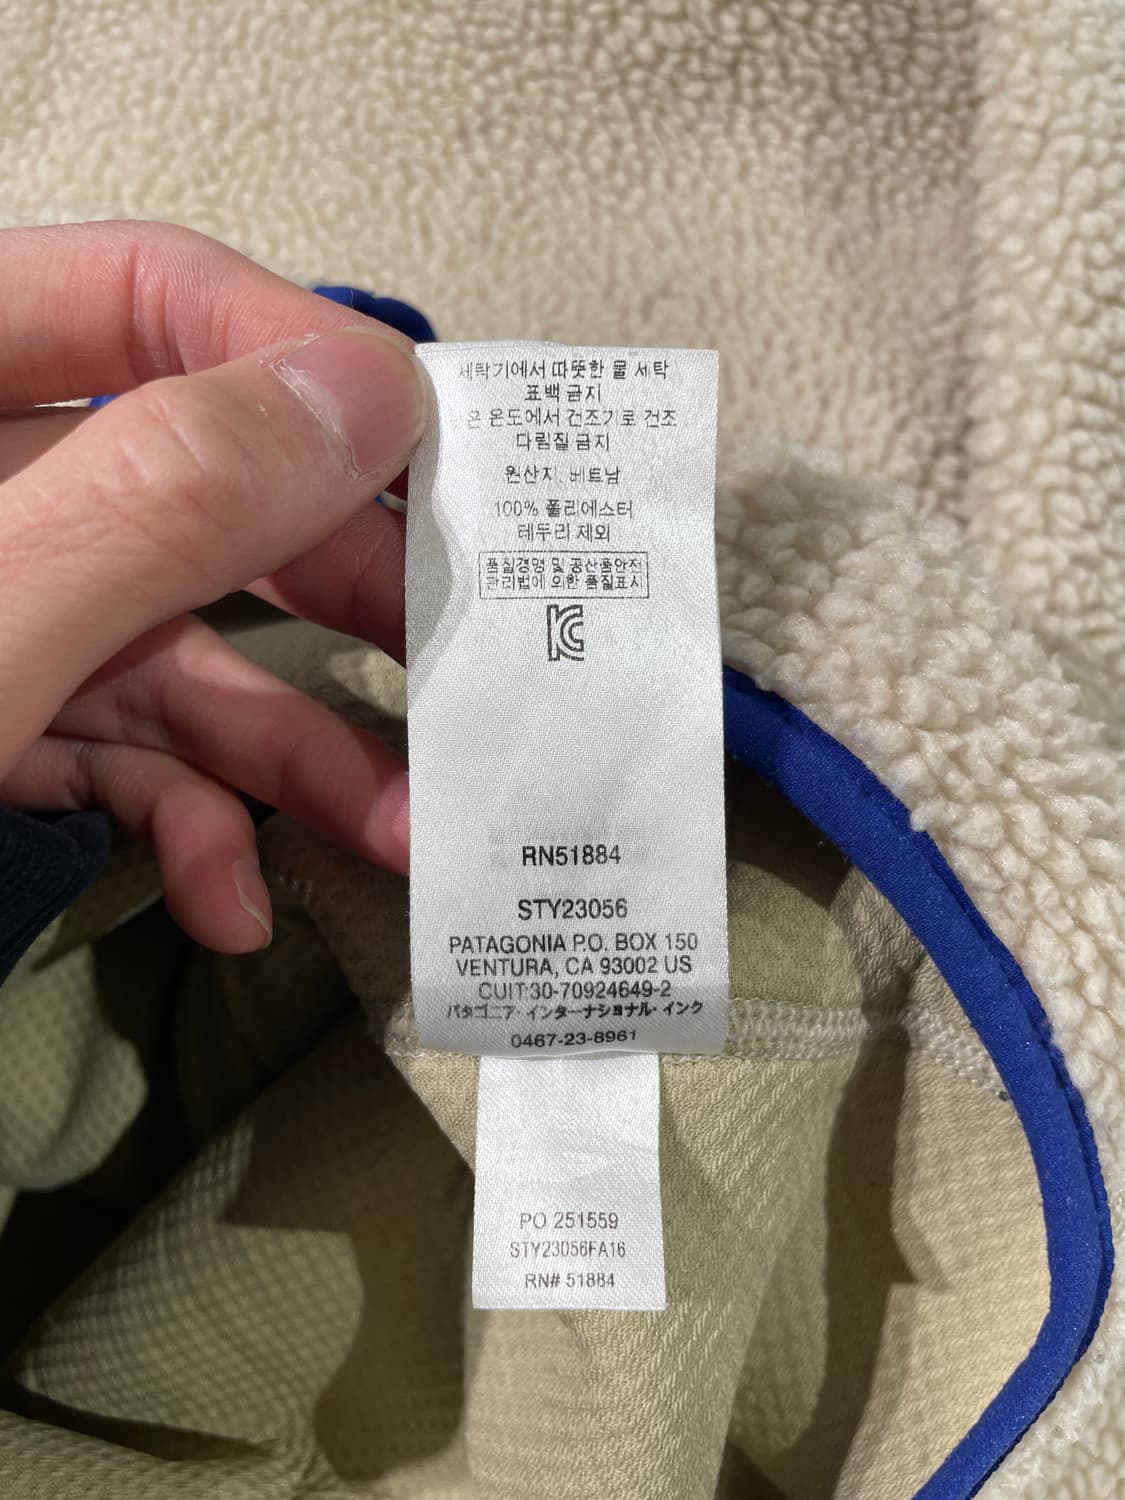 세탁기에서 따뜻한 물 세탁
표백 금지
낮은 온도에서 건조기로 건조
다림질 금지
원산지: 베트남
100% 폴리에스터
테두리 제외
품질경영 및 공산품안전
관리법에 의한 품질표시
KC
RN51884
STY23056
PATAGONIA P.O. BOX 150
VENTURA, CA 93002 US
CUIT:30-70924649-2
パタゴニア・インターナショナル・インク
0467-23-8961
PO 251559
STY23056FA16
RN# 51884